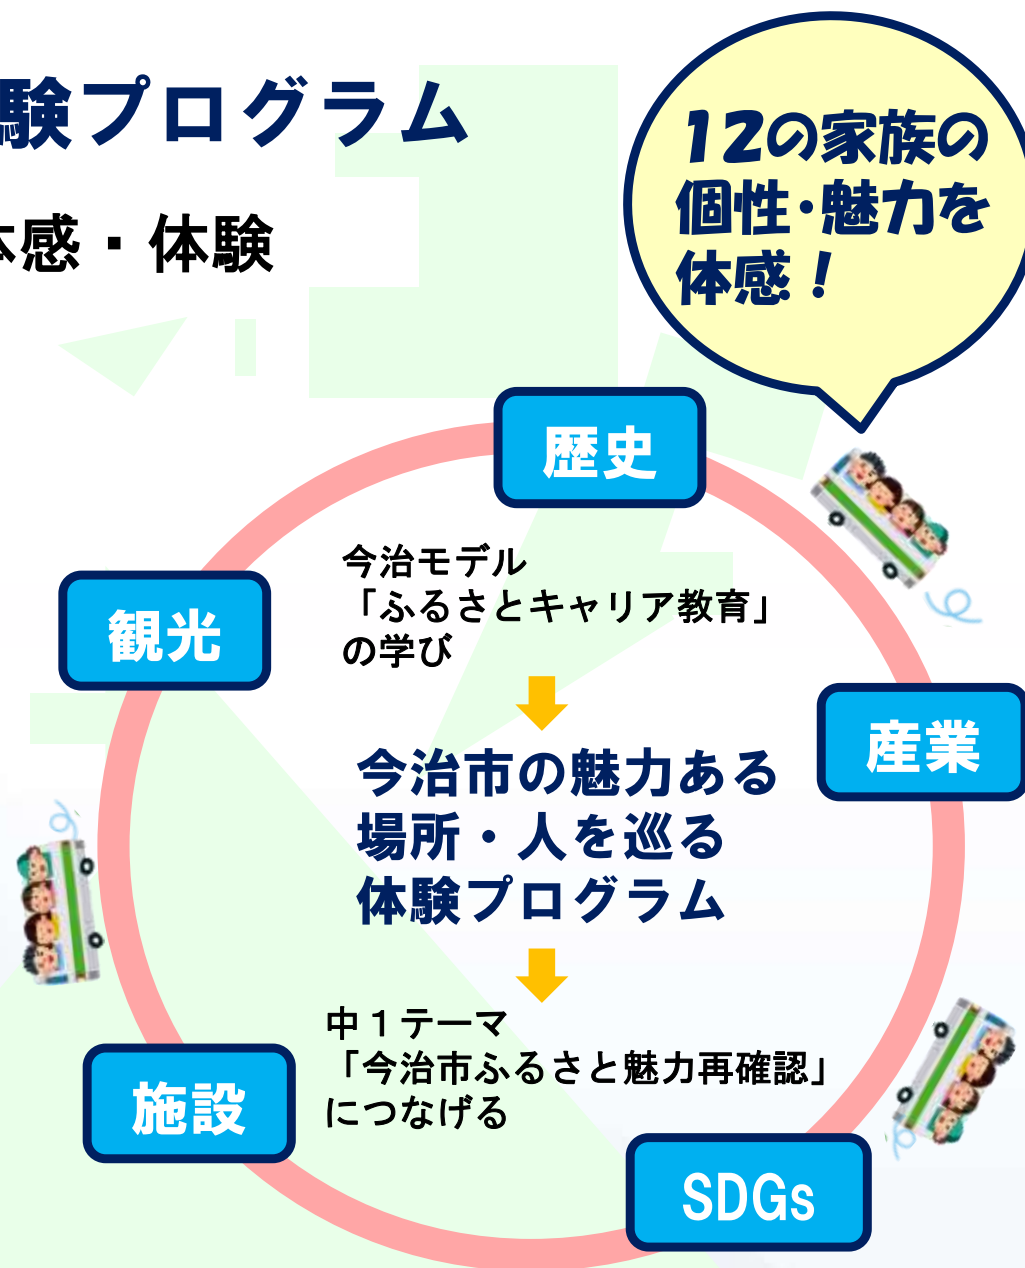 験プログラム
体感・体験
12の家族の
個性・魅力を
体感！
歴史
今治モデル
「ふるさとキャリア教育」
の学び
観光
産業
今治市の魅力ある
場所・人を巡る
体験プログラム
中１テーマ
「今治市ふるさと魅力再確認」
につなげる
施設
SDGs